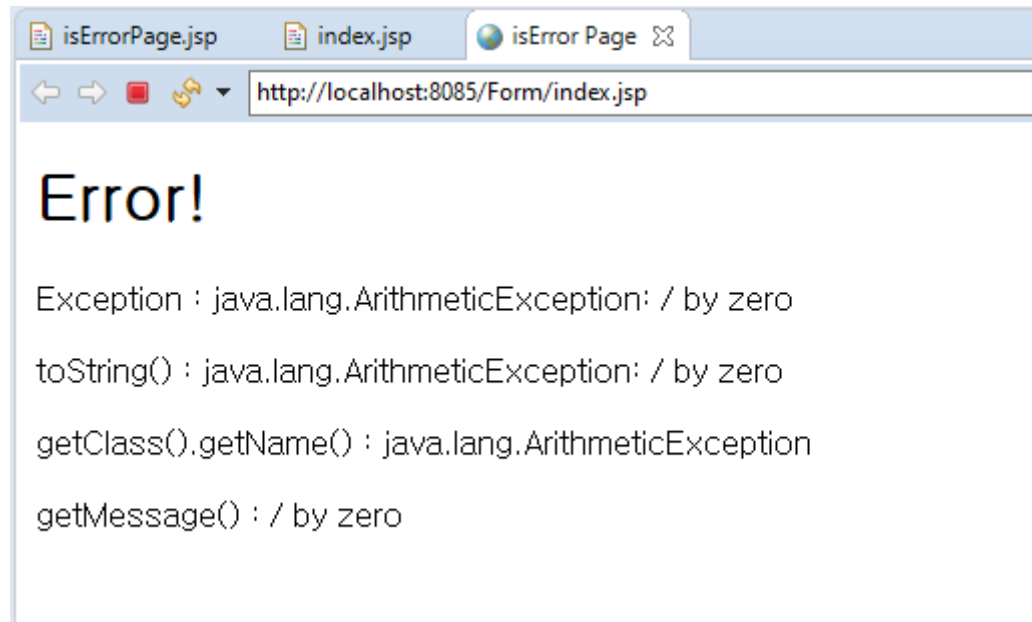 isErrorPage.jsp index.jsp isError Page
http://localhost:8085/Form/index.jsp
Error!
Exception : java.lang.ArithmeticException: / by zero
toString() : java.lang.ArithmeticException: / by zero
getClass().getName() : java.lang.ArithmeticException
getMessage() : / by zero